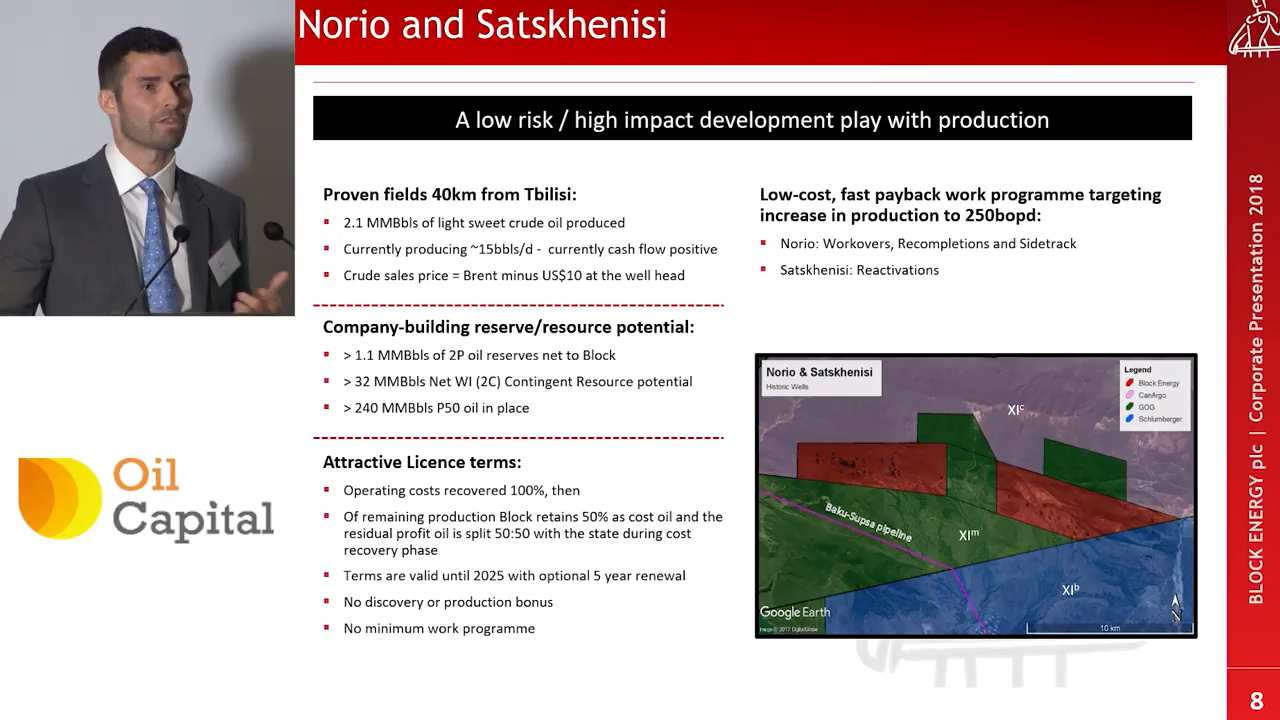 Norio and Satskhenisi
A low risk / high impact development play with production
Proven fields 40km from Tbilisi:
2.1 MMBbls of light sweet crude oil produced
Currently producing ~15bbls/d - currently cash flow positive
Crude sales price = Brent minus US$10 at the well head
Company-building reserve/resource potential:
> 1.1 MMBbls of 2P oil reserves net to Block
> 32 MMBbls Net WI (2C) Contingent Resource potential
> 240 MMBbls P50 oil in place
Attractive Licence terms:
Operating costs recovered 100%, then
Of remaining production Block retains 50% as cost oil and the
residual profit oil is split 50:50 with the state during cost
recovery phase
Terms are valid until 2025 with optional 5 year renewal
No discovery or production bonus
No minimum work programme
Low-cost, fast payback work programme targeting
increase in production to 250bopd:
Norio: Workovers, Recompletions and Sidetrack
Satskhenisi: Reactivations
Norio & Satskhenisi
Historic Wells
Legend
Block Energy
CanArgo
GOG
Schlumberger
XIc
Baku-Supsa pipeline
XIm
XIb
Google Earth
Image © 2017 DigitalGlobe
N
10 km
Oil
Capital
BLOCK ENERGY plc | Corporate Presentation 2018
8